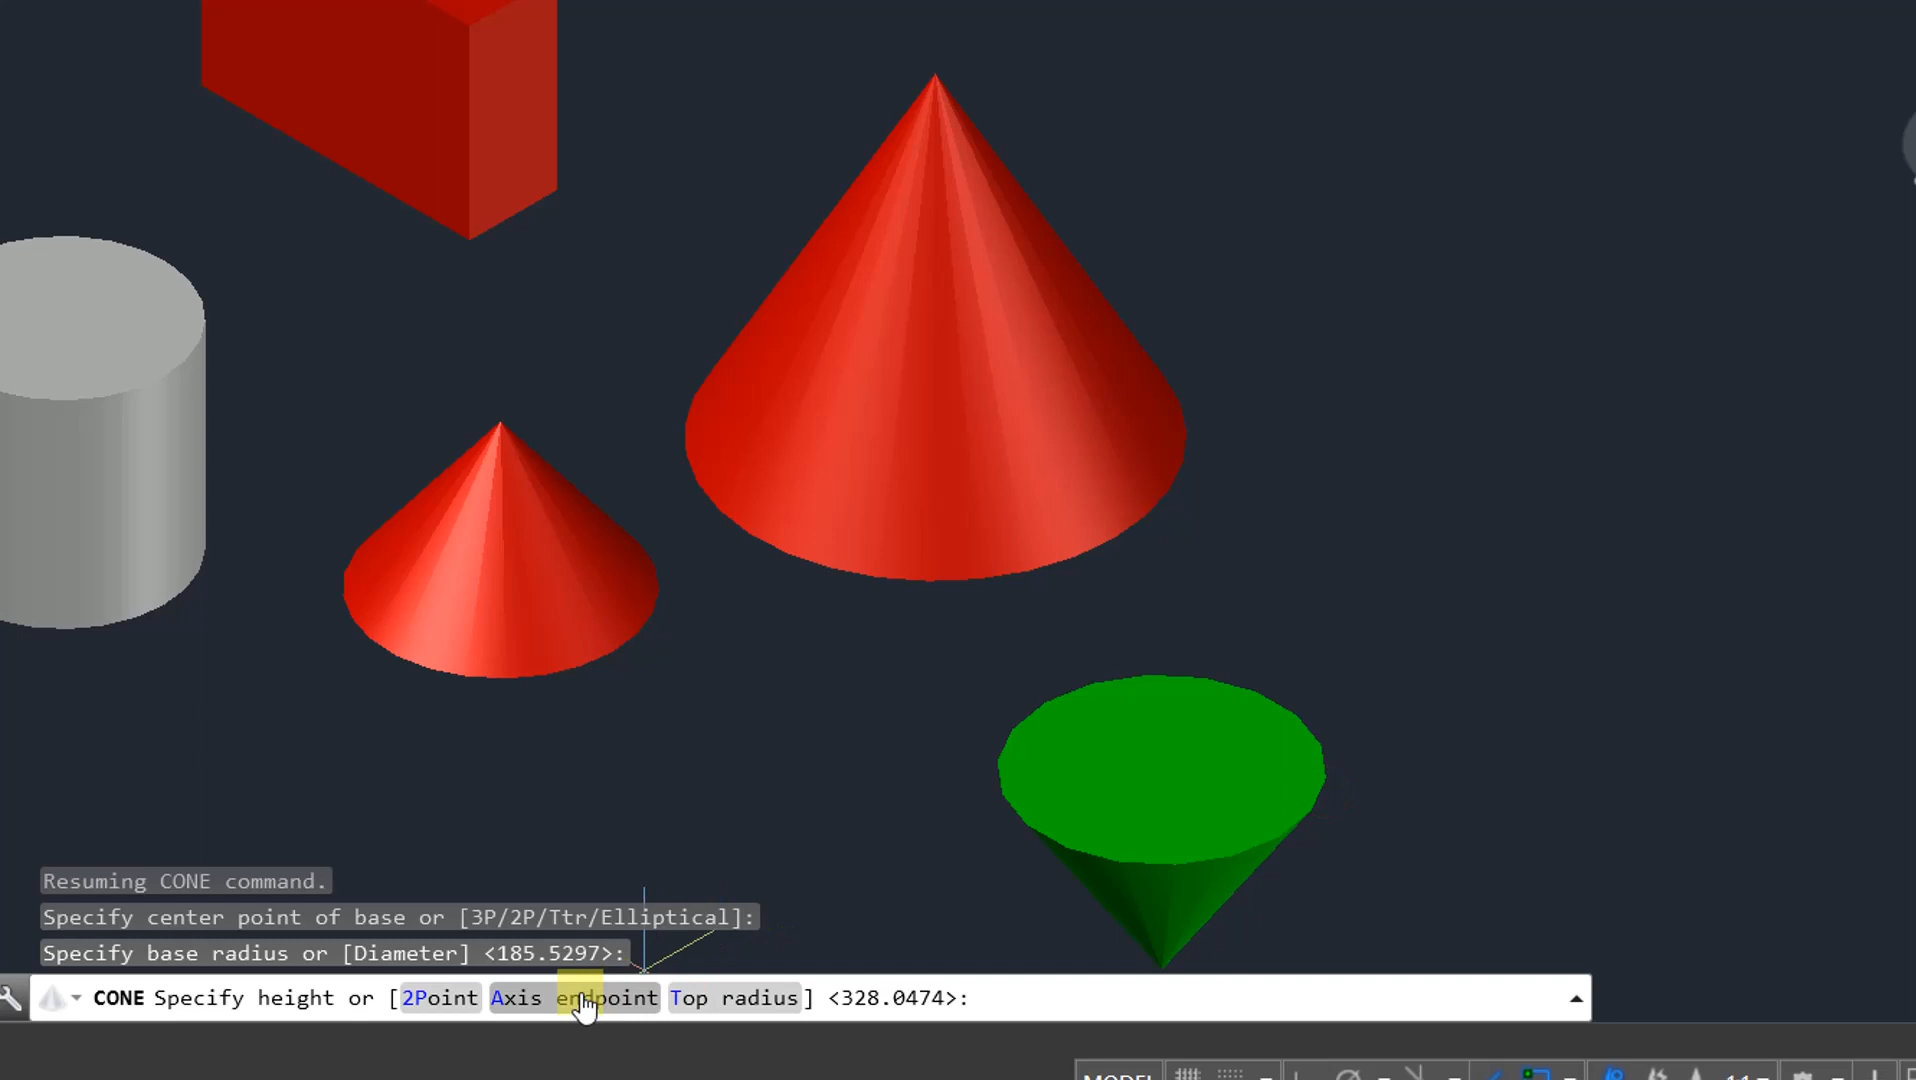 Resuming CONE command.
Specify center point of base or [3P/2P/Ttr/Elliptical]:
Specify base radius or [Diameter] <185.5297>:
CONE Specify height or [2Point Axis endpoint Top radius] <328.0474>:
MODEL